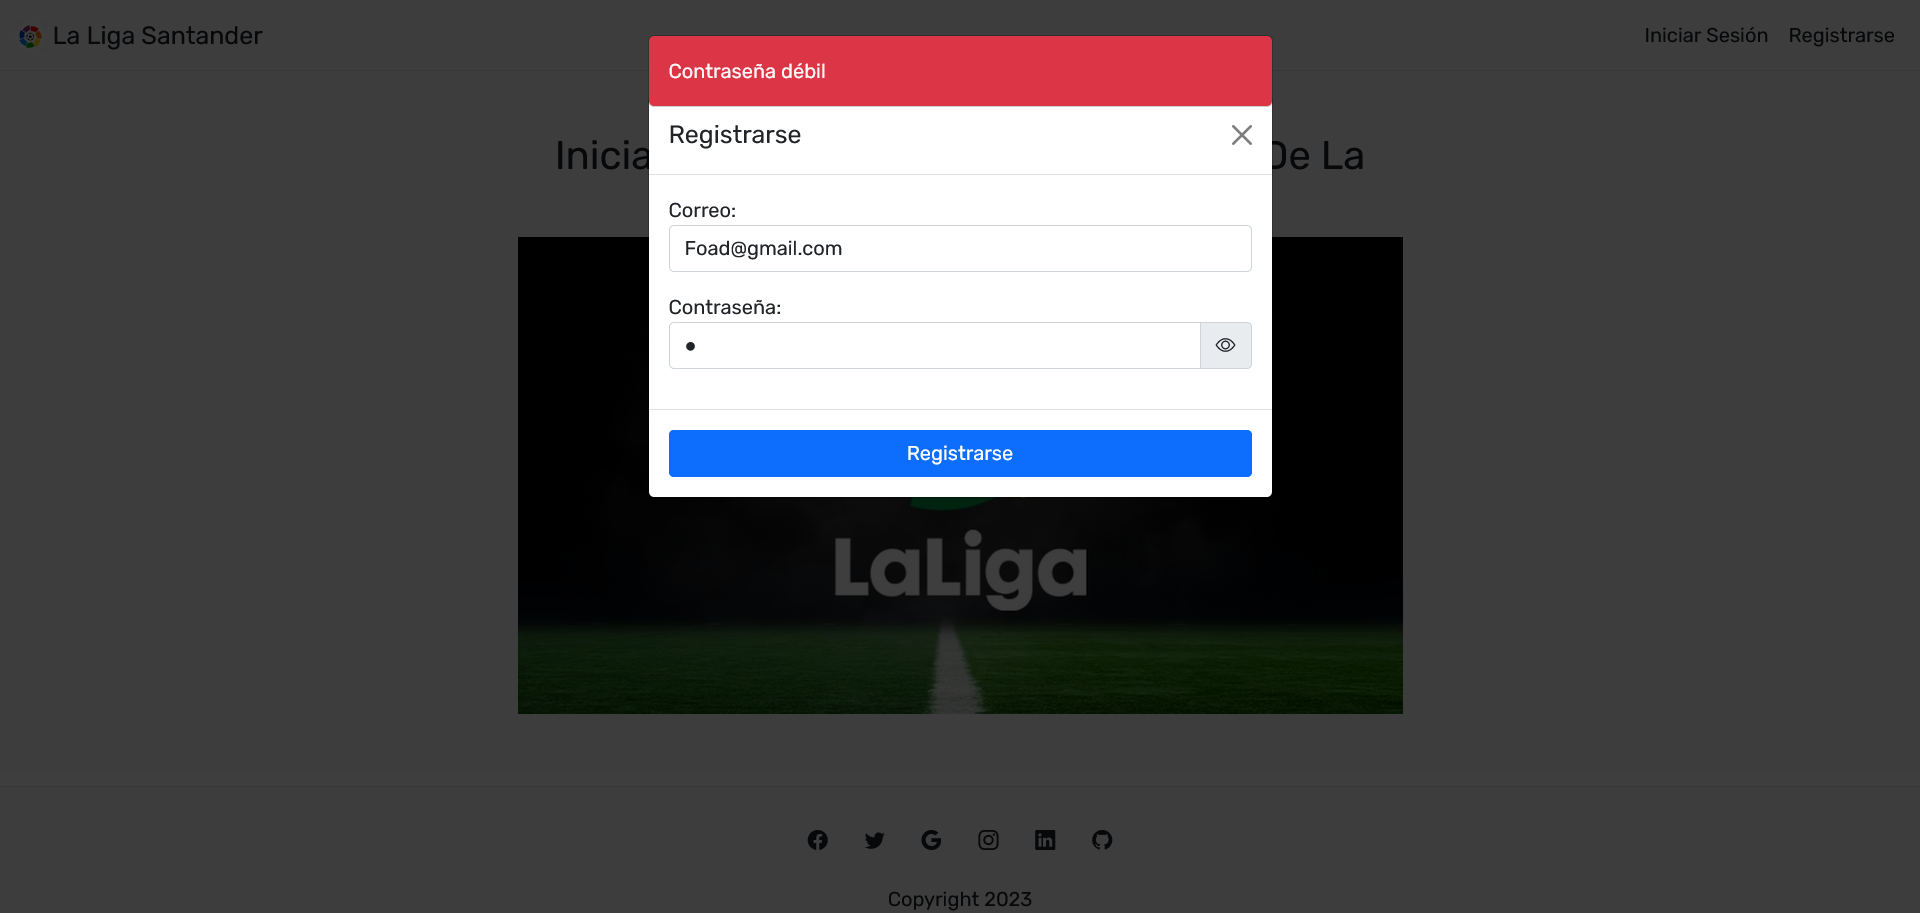 La Liga Santander
Iniciar Sesión Registrarse
Contraseña débil
Registrarse
De La
Correo:
Foad@gmail.com
Contraseña:
Registrarse
LaLiga
Copyright 2023